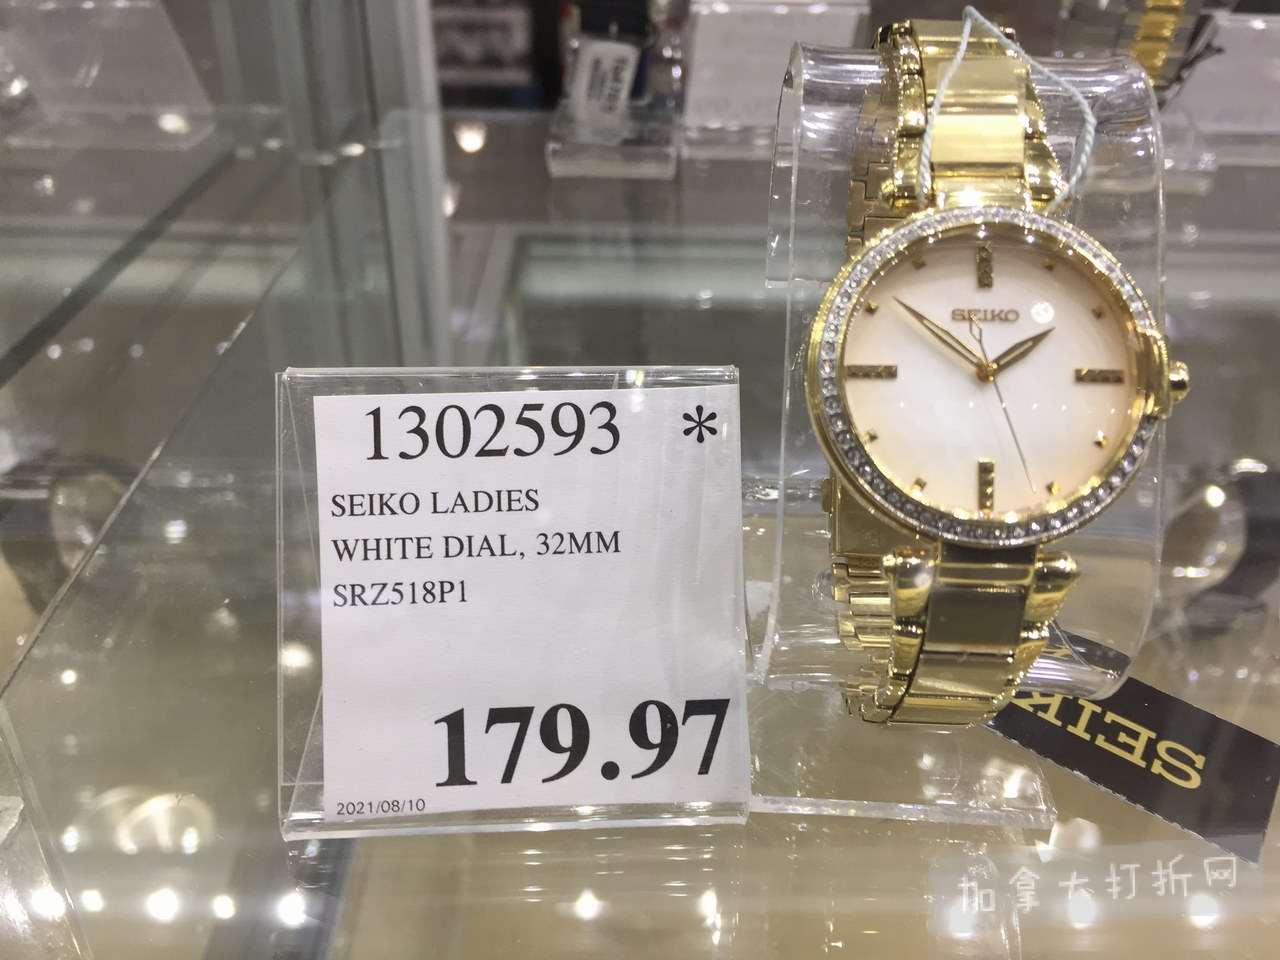 1302593 *
SEIKO LADIES
WHITE DIAL, 32MM
SRZ518P1
179.97
2021/08/10
SEIKO
SEIKO
加拿大打折网